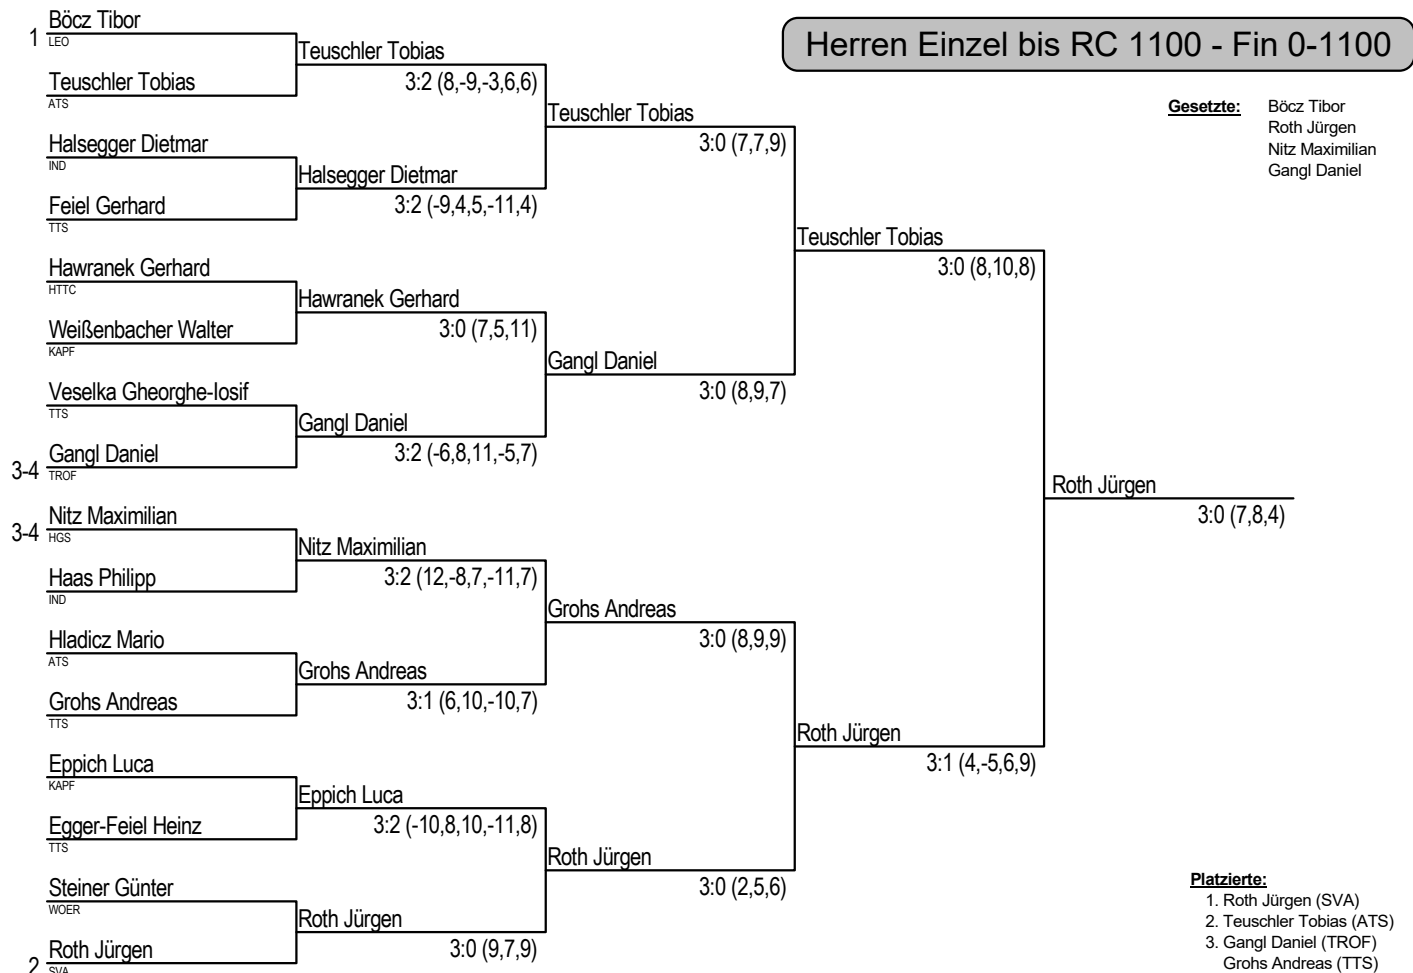 Herren Einzel bis RC 1100 - Fin 0-1100
Gesetzte: Böcz Tibor
Roth Jürgen
Nitz Maximilian
Gangl Daniel
1 Böcz Tibor
LEO
Teuschler Tobias
ATS
Halsegger Dietmar
IND
Feiel Gerhard
TTS
Hawranek Gerhard
HTTC
Weißenbacher Walter
KAPF
Veselka Gheorghe-Iosif
TTS
3-4 Gangl Daniel
TROF
3-4 Nitz Maximilian
HGS
Haas Philipp
IND
Hladicz Mario
ATS
Grohs Andreas
TTS
Eppich Luca
KAPF
Egger-Feiel Heinz
TTS
Steiner Günter
WOER
2 Roth Jürgen
SVA
Teuschler Tobias
3:2 (8,-9,-3,6,6)
Halsegger Dietmar
3:2 (-9,4,5,-11,4)
Hawranek Gerhard
3:0 (7,5,11)
Gangl Daniel
3:2 (-6,8,11,-5,7)
Nitz Maximilian
3:2 (12,-8,7,-11,7)
Grohs Andreas
3:1 (6,10,-10,7)
Eppich Luca
3:2 (-10,8,10,-11,8)
Roth Jürgen
3:0 (9,7,9)
Teuschler Tobias
3:0 (7,7,9)
Gangl Daniel
3:0 (8,9,7)
Grohs Andreas
3:0 (8,9,9)
Roth Jürgen
3:0 (2,5,6)
Teuschler Tobias
3:0 (8,10,8)
Roth Jürgen
3:1 (4,-5,6,9)
Roth Jürgen
3:0 (7,8,4)
Platzierte:
1. Roth Jürgen (SVA)
2. Teuschler Tobias (ATS)
3. Gangl Daniel (TROF)
Grohs Andreas (TTS)